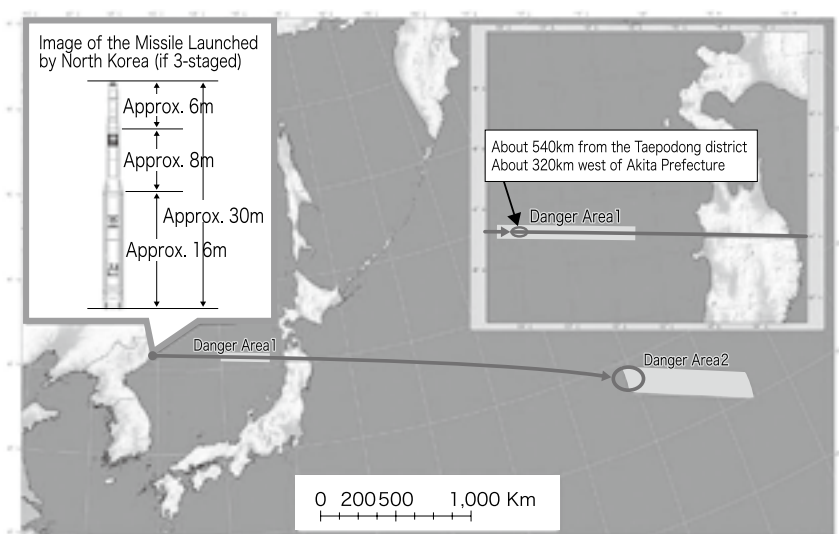 Image of the Missile Launched
by North Korea (if 3-staged)
Approx. 6m
Approx. 8m
Approx. 30m
Approx. 16m
About 540km from the Taepodong district
About 320km west of Akita Prefecture
Danger Area1
Danger Area1
Danger Area2
0 200500 1,000 Km